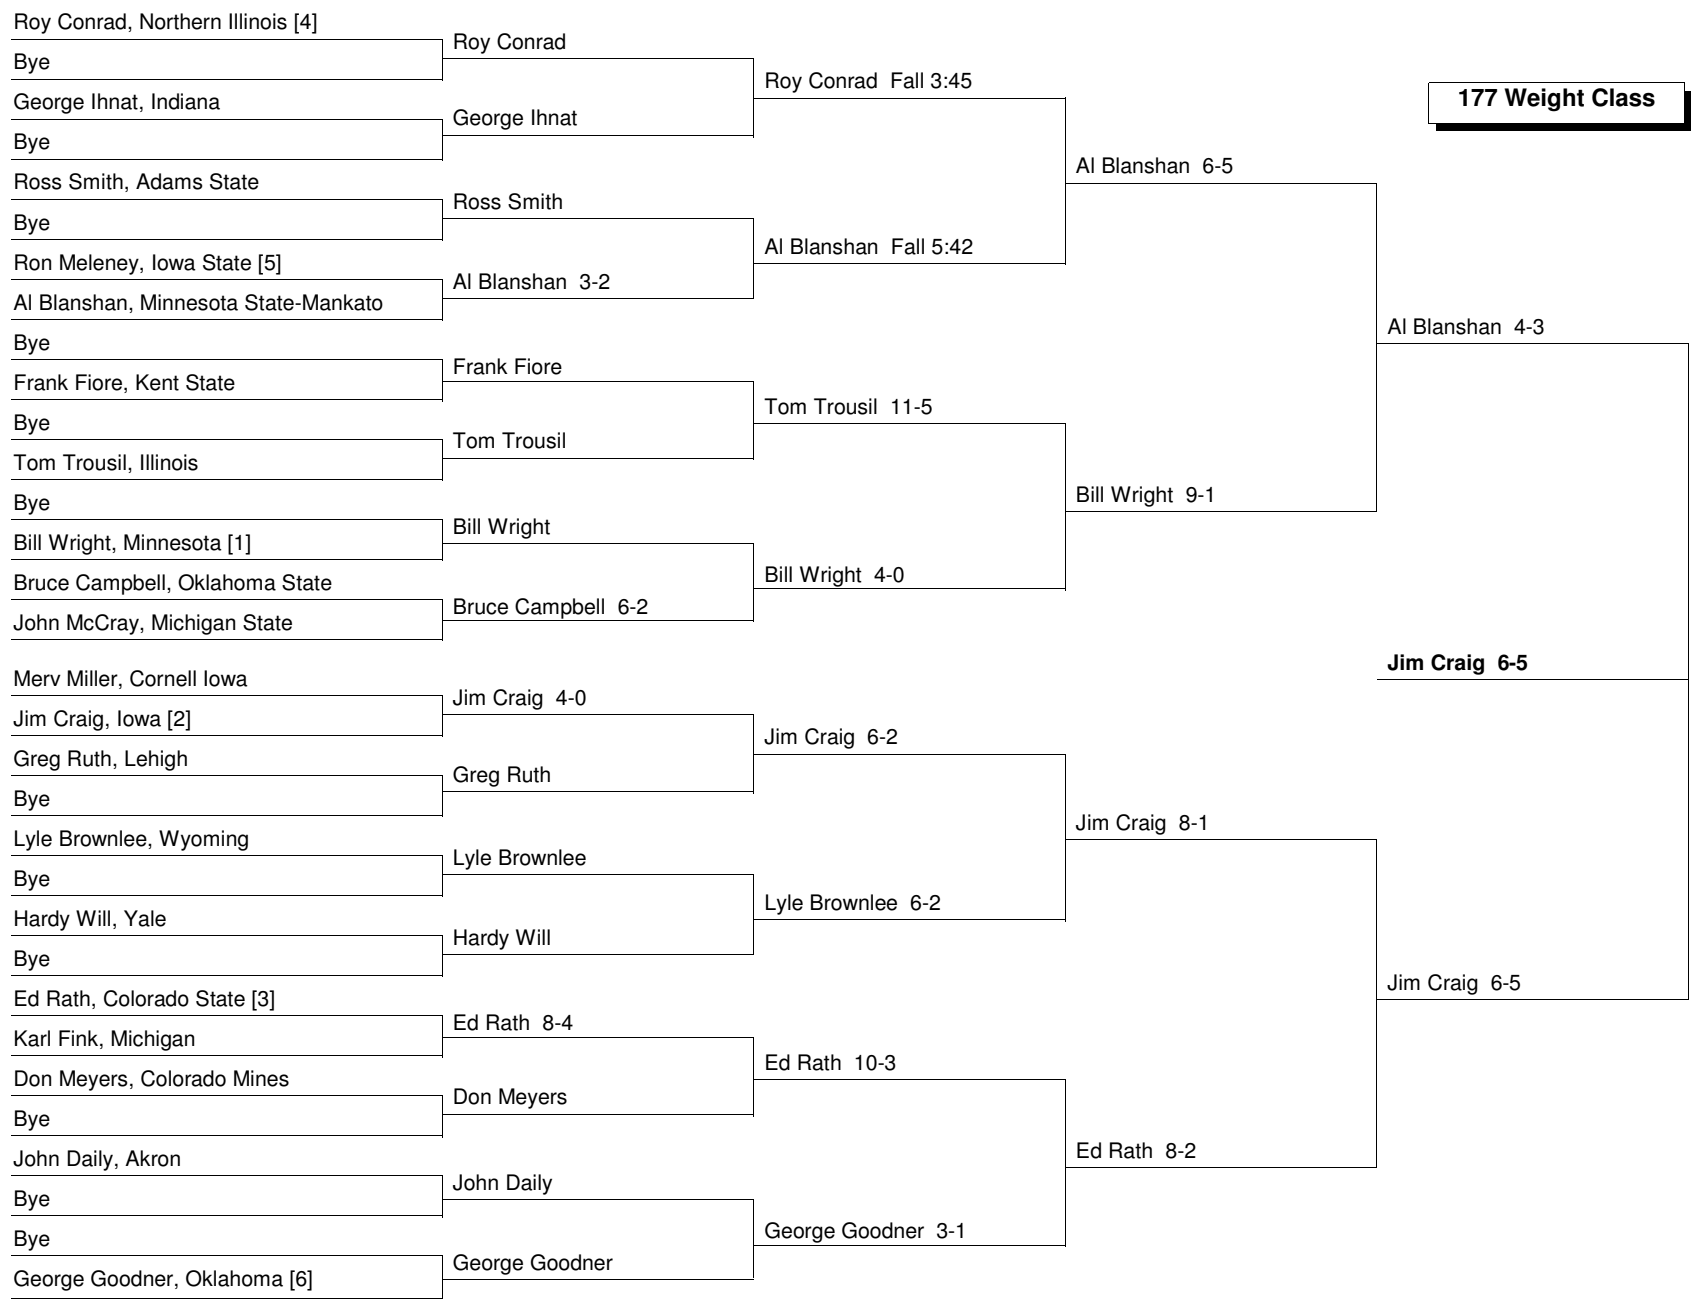 Roy Conrad, Northern Illinois [4]
Bye
George Ihnat, Indiana
Bye
Ross Smith, Adams State
Bye
Ron Meleney, Iowa State [5]
Al Blanshan, Minnesota State-Mankato
Bye
Frank Fiore, Kent State
Bye
Tom Trousil, Illinois
Bye
Bill Wright, Minnesota [1]
Bruce Campbell, Oklahoma State
John McCray, Michigan State
Merv Miller, Cornell Iowa
Jim Craig, Iowa [2]
Greg Ruth, Lehigh
Bye
Lyle Brownlee, Wyoming
Bye
Hardy Will, Yale
Bye
Ed Rath, Colorado State [3]
Karl Fink, Michigan
Don Meyers, Colorado Mines
Bye
John Daily, Akron
Bye
Bye
George Goodner, Oklahoma [6]
Roy Conrad
George Ihnat
Ross Smith
Al Blanshan 3-2
Frank Fiore
Tom Trousil
Bill Wright
Bruce Campbell 6-2
Jim Craig 4-0
Greg Ruth
Lyle Brownlee
Hardy Will
Ed Rath 8-4
Don Meyers
John Daily
George Goodner
Roy Conrad Fall 3:45
Al Blanshan Fall 5:42
Tom Trousil 11-5
Bill Wright 4-0
Jim Craig 6-2
Lyle Brownlee 6-2
Ed Rath 10-3
George Goodner 3-1
Al Blanshan 6-5
Bill Wright 9-1
Jim Craig 8-1
Ed Rath 8-2
177 Weight Class
Al Blanshan 4-3
Jim Craig 6-5
Jim Craig 6-5